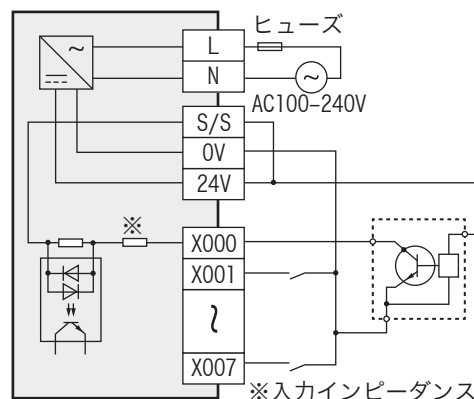 L
ヒューズ
N
AC100-240V
S/S
0V
24V
※
X000
X001
X007
※入力インピーダンス